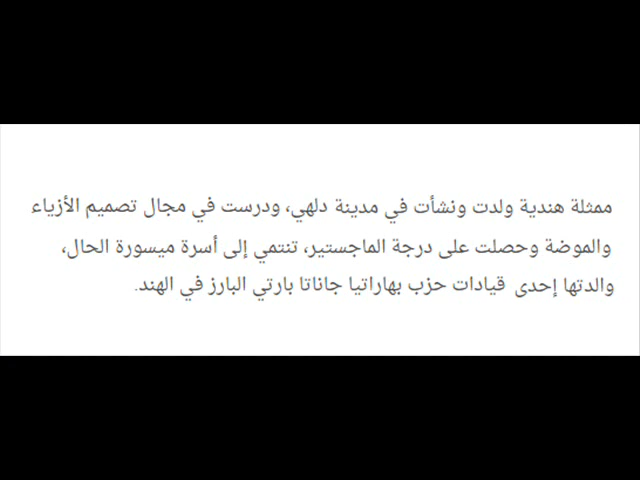 ممثلة هندية ولدت ونشأت في مدينة دلهي، ودرست في مجال تصميم الأزياء
والموضة وحصلت على درجة الماجستير، تنتمي إلى أسرة ميسورة الحال،
والدتها إحدى قيادات حزب بهاراتيا جاناتا بارتي البارز في الهند.